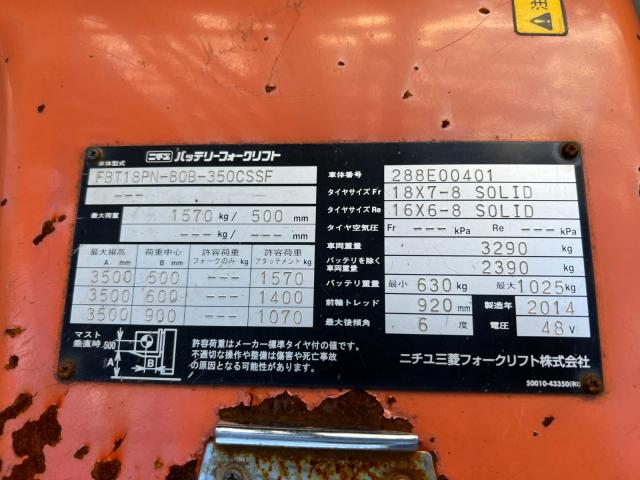 注
ニチユ バッテリーフォークリフト
車体型式 FBT18PN-80B-350CSSF
---
最大荷重 1570 kg/ 500 mm
最大揚高 A mm 荷重中心 B mm 許容荷重 フォークのみ kg 許容荷重 アタッチメント kg
3500 500 --- 1570
3500 600 --- 1400
3500 900 --- 1070
マスト垂直時 500 A B
許容荷重はメーカー標準タイヤ付の値です。
不適切な操作や整備は傷害や死亡事故
の原因となる可能性があります。
車体番号 288E00401
タイヤサイズ Fr 18X7-8 SOLID
タイヤサイズ Re 16X6-8 SOLID
タイヤ空気圧 Fr --- kPa Re --- kPa
車両重量 3290 kg
バッテリを除く車両重量 2390 kg
バッテリ重量 最小 630 kg 最大 1025 kg
前輪トレッド 920 mm 製造年 2014
最大後傾角 6 度 電圧 48 V
ニチユ三菱フォークリフト株式会社
50010-43350(和)